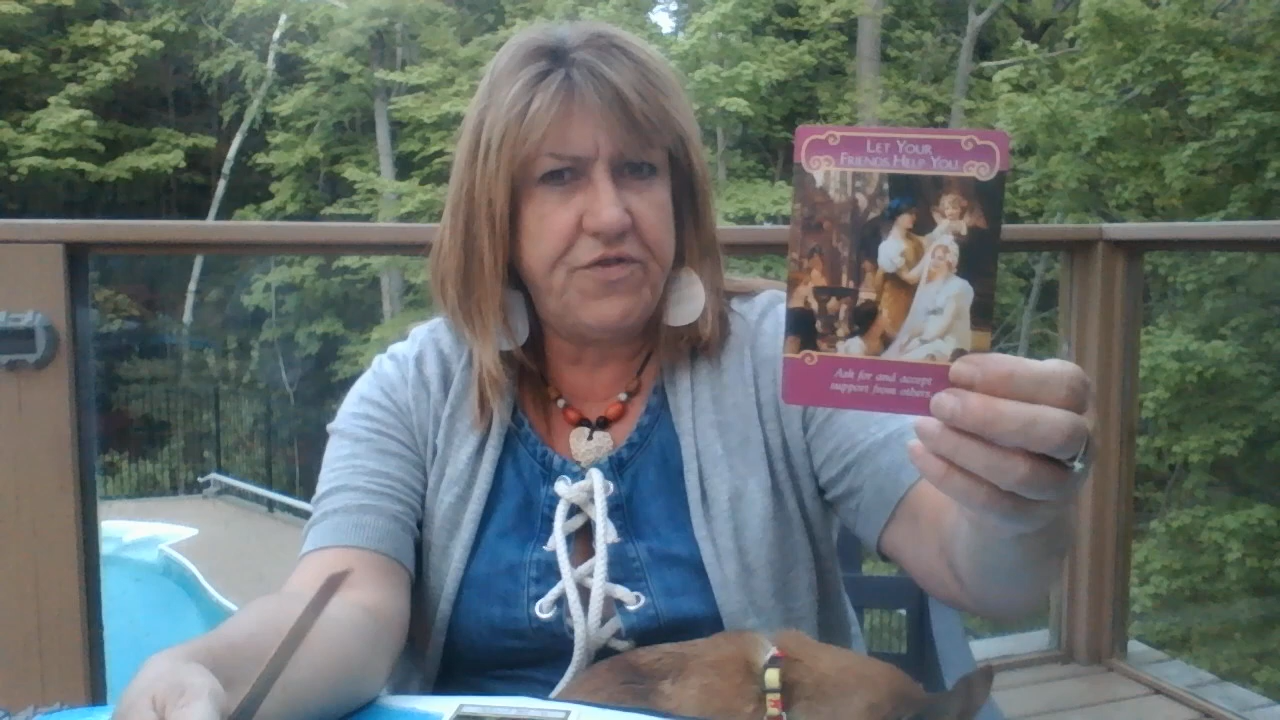 LET YOUR
FRIENDS HELP YOU
Ask for and accept
support from others.